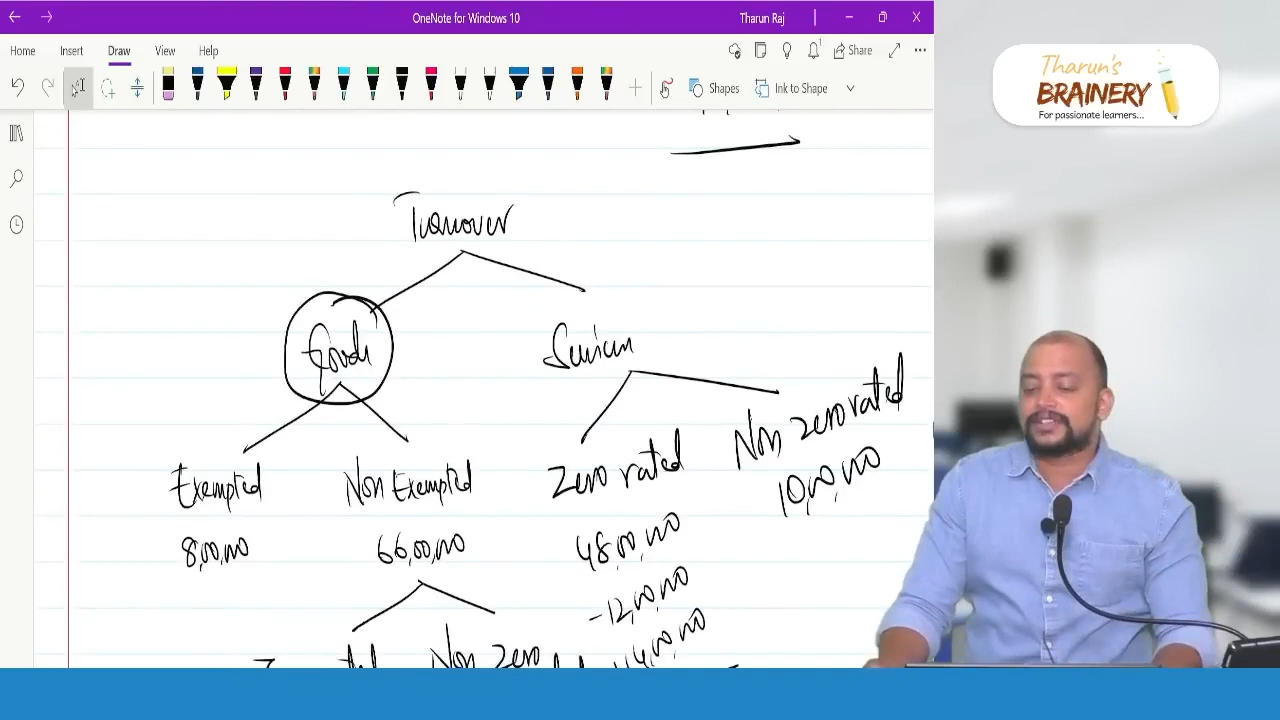 OneNote for Windows 10
Tharun Raj
Home Insert Draw View Help
Share
Shapes
Ink to Shape
Tharun's
BRAINERY
For passionate learners...
Turnover
Goods
Services
Exempted
Non Exempted
Zero rated
Non zero rated
8,00,000
66,00,000
48,00,000
10,00,000
-12,00,000
Non Zero